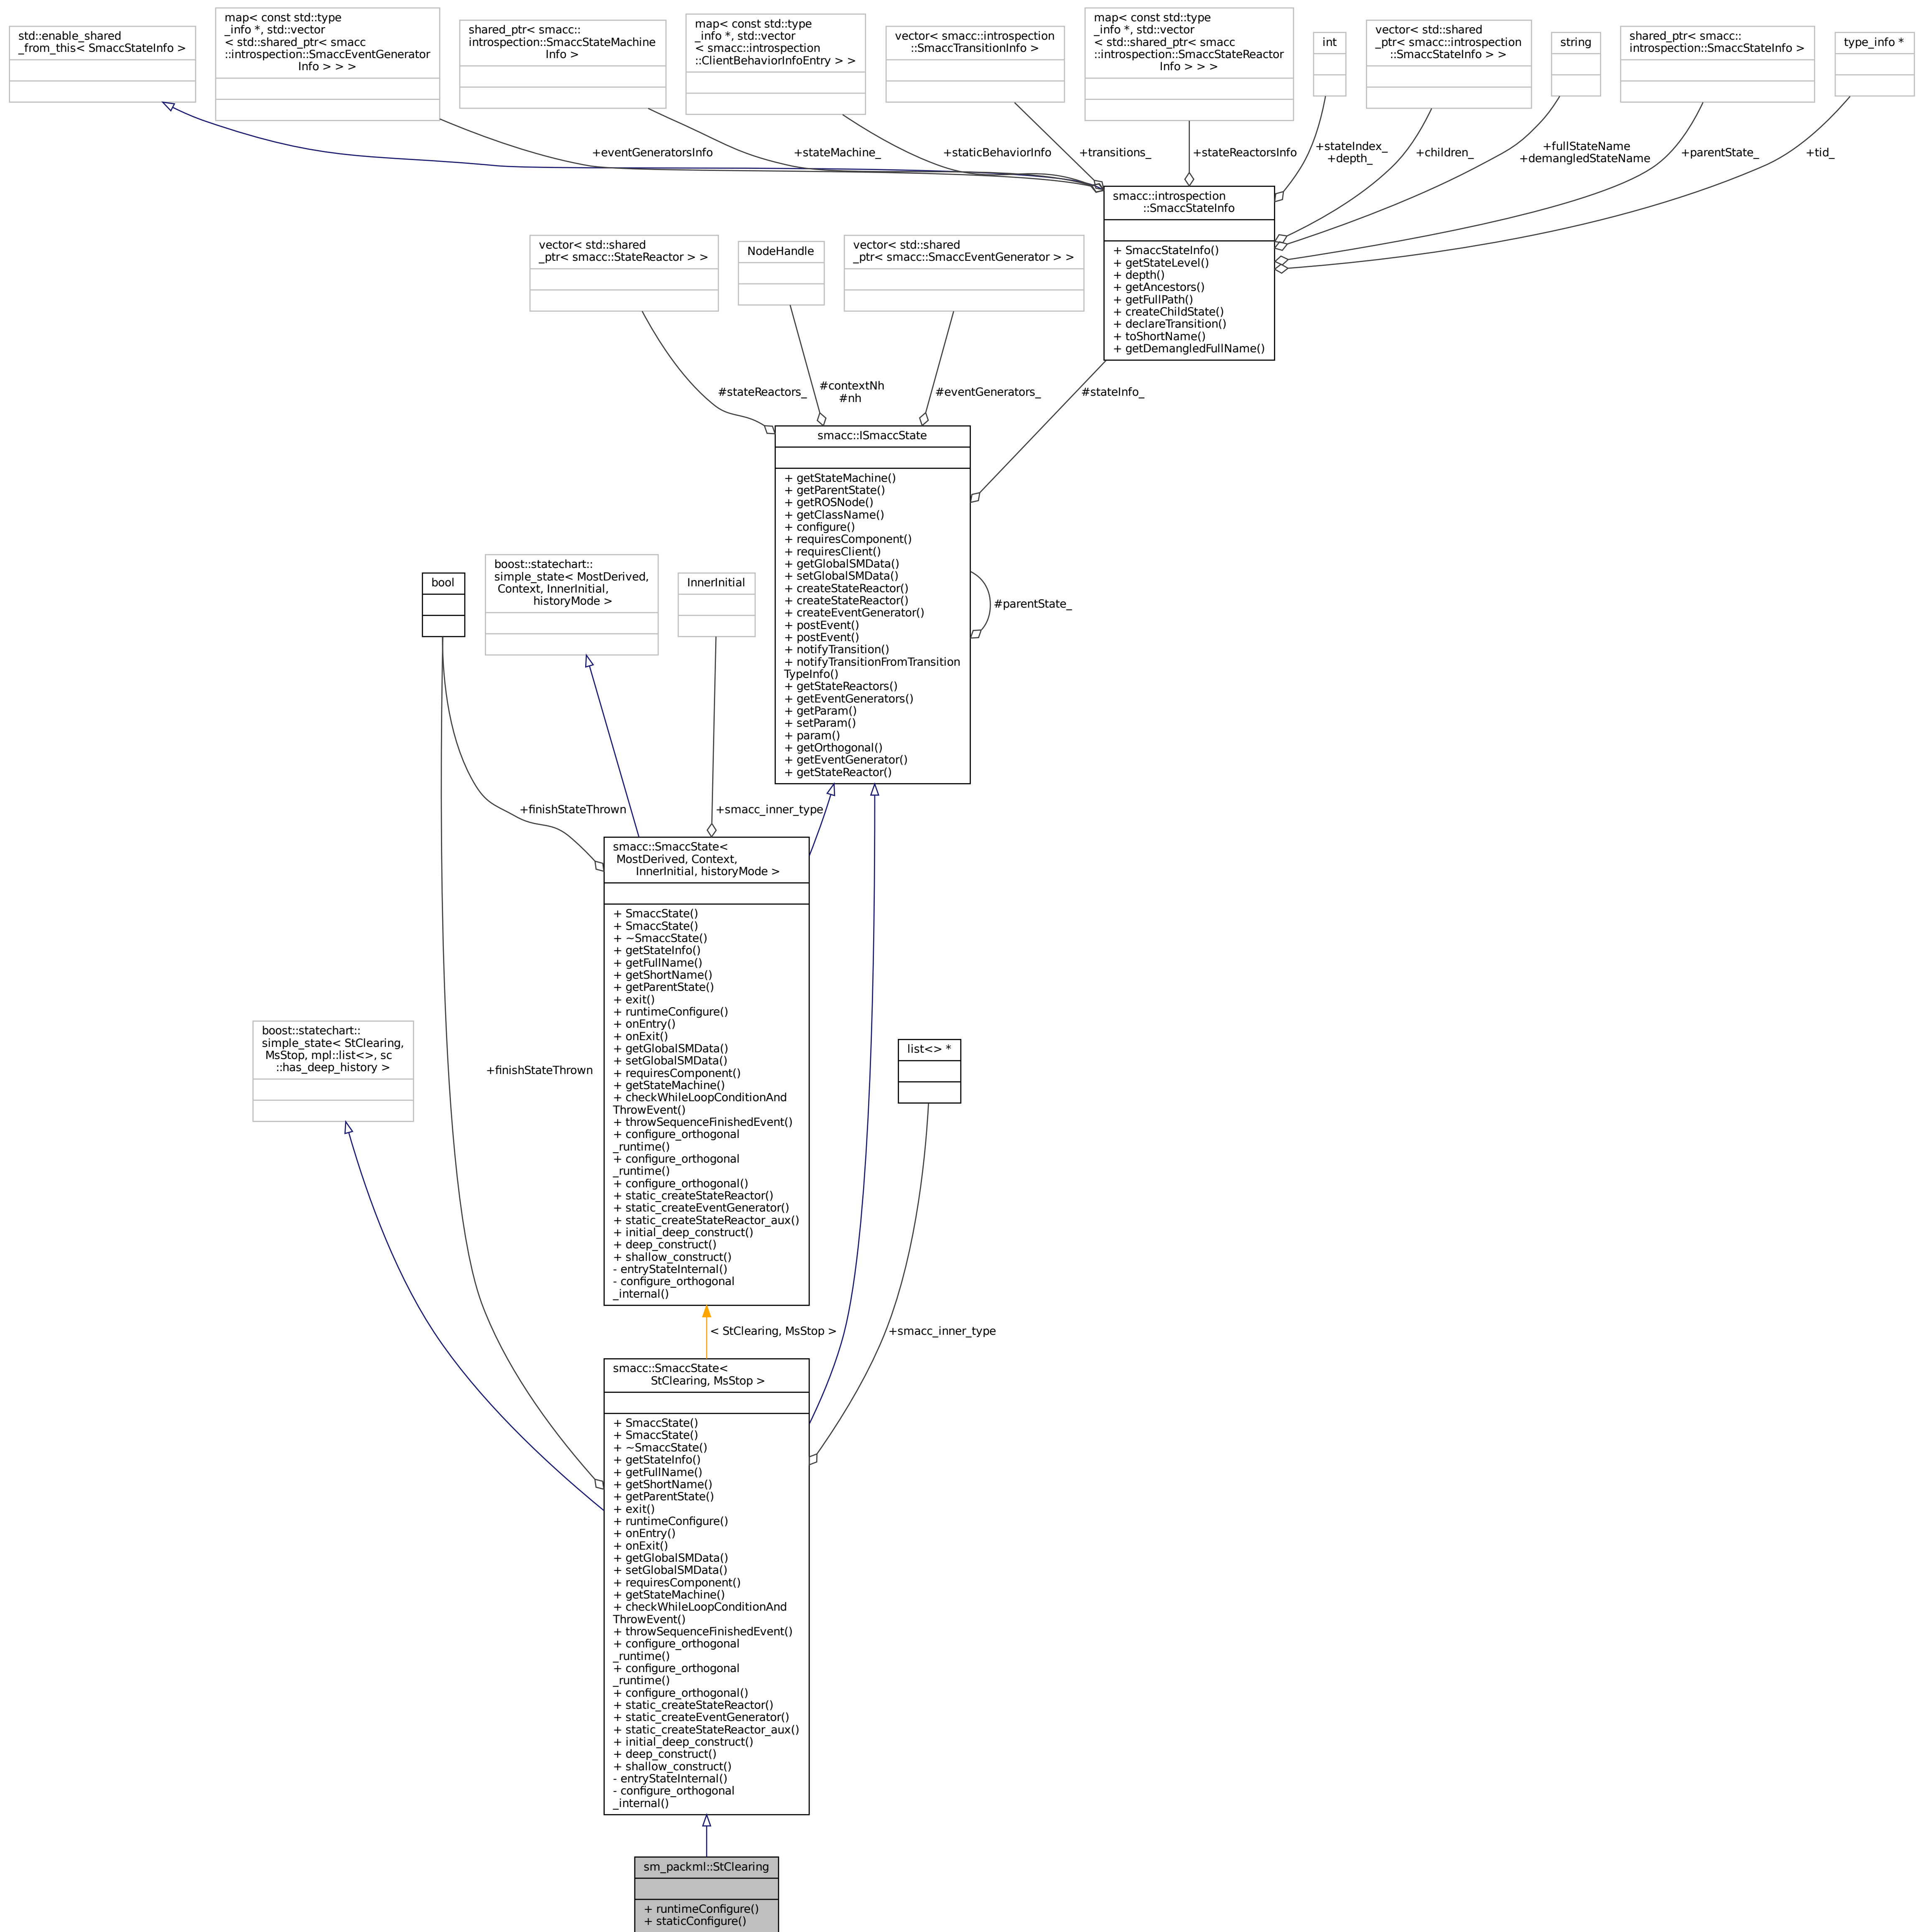 std::enable_shared
_from_this< SmaccStateInfo >
map< const std::type
_info *, std::vector
< std::shared_ptr< smacc
::introspection::SmaccEventGenerator
Info > > >
shared_ptr< smacc::
introspection::SmaccStateMachine
Info >
map< const std::type
_info *, std::vector
< smacc::introspection
::ClientBehaviorInfoEntry > >
vector< smacc::introspection
::SmaccTransitionInfo >
map< const std::type
_info *, std::vector
< std::shared_ptr< smacc
::introspection::SmaccStateReactor
Info > > >
int
vector< std::shared
_ptr< smacc::introspection
::SmaccStateInfo > >
string
shared_ptr< smacc::
introspection::SmaccStateInfo >
type_info *
+eventGeneratorsInfo
+stateMachine_
+staticBehaviorInfo
+transitions_
+stateReactorsInfo
+stateIndex_
+depth_
+children_
+fullStateName
+demangledStateName
+parentState_
+tid_
smacc::introspection
::SmaccStateInfo
+ SmaccStateInfo()
+ getStateLevel()
+ depth()
+ getAncestors()
+ getFullPath()
+ createChildState()
+ declareTransition()
+ toShortName()
+ getDemangledFullName()
vector< std::shared
_ptr< smacc::StateReactor > >
NodeHandle
vector< std::shared
_ptr< smacc::SmaccEventGenerator > >
#stateReactors_
#contextNh
#nh
#eventGenerators_
#stateInfo_
smacc::ISmaccState
+ getStateMachine()
+ getParentState()
+ getROSNode()
+ getClassName()
+ configure()
+ requiresComponent()
+ requiresClient()
+ getGlobalSMData()
+ setGlobalSMData()
+ createStateReactor()
+ createStateReactor()
+ createEventGenerator()
+ postEvent()
+ postEvent()
+ notifyTransition()
+ notifyTransitionFromTransition
TypeInfo()
+ getStateReactors()
+ getEventGenerators()
+ getParam()
+ setParam()
+ param()
+ getOrthogonal()
+ getEventGenerator()
+ getStateReactor()
#parentState_
bool
boost::statechart::
simple_state< MostDerived,
Context, InnerInitial,
historyMode >
InnerInitial
+finishStateThrown
+smacc_inner_type
smacc::SmaccState<
MostDerived, Context,
InnerInitial, historyMode >
+ SmaccState()
+ SmaccState()
+ ~SmaccState()
+ getStateInfo()
+ getFullName()
+ getShortName()
+ getParentState()
+ exit()
+ runtimeConfigure()
+ onEntry()
+ onExit()
+ getGlobalSMData()
+ setGlobalSMData()
+ requiresComponent()
+ getStateMachine()
+ checkWhileLoopConditionAnd
ThrowEvent()
+ throwSequenceFinishedEvent()
+ configure_orthogonal
_runtime()
+ configure_orthogonal
_runtime()
+ configure_orthogonal()
+ static_createStateReactor()
+ static_createEventGenerator()
+ static_createStateReactor_aux()
+ initial_deep_construct()
+ deep_construct()
+ shallow_construct()
- entryStateInternal()
- configure_orthogonal
_internal()
boost::statechart::
simple_state< StClearing,
MsStop, mpl::list<>, sc
::has_deep_history >
+finishStateThrown
list<> *
< StClearing, MsStop >
+smacc_inner_type
smacc::SmaccState<
StClearing, MsStop >
+ SmaccState()
+ SmaccState()
+ ~SmaccState()
+ getStateInfo()
+ getFullName()
+ getShortName()
+ getParentState()
+ exit()
+ runtimeConfigure()
+ onEntry()
+ onExit()
+ getGlobalSMData()
+ setGlobalSMData()
+ requiresComponent()
+ getStateMachine()
+ checkWhileLoopConditionAnd
ThrowEvent()
+ throwSequenceFinishedEvent()
+ configure_orthogonal
_runtime()
+ configure_orthogonal
_runtime()
+ configure_orthogonal()
+ static_createStateReactor()
+ static_createEventGenerator()
+ static_createStateReactor_aux()
+ initial_deep_construct()
+ deep_construct()
+ shallow_construct()
- entryStateInternal()
- configure_orthogonal
_internal()
sm_packml::StClearing
+ runtimeConfigure()
+ staticConfigure()